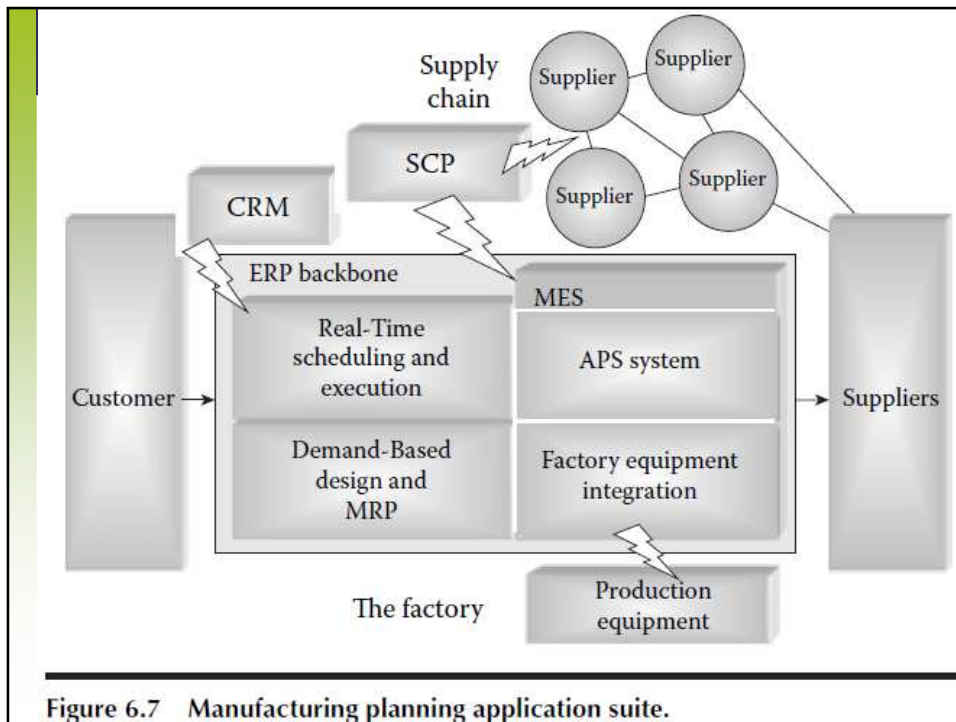 Supply
chain
Supplier
Supplier
Supplier
Supplier
SCP
CRM
ERP backbone
MES
Real-Time
scheduling and
execution
APS system
Customer
Suppliers
Demand-Based
design and
MRP
Factory equipment
integration
The factory
Production
equipment
Figure 6.7 Manufacturing planning application suite.